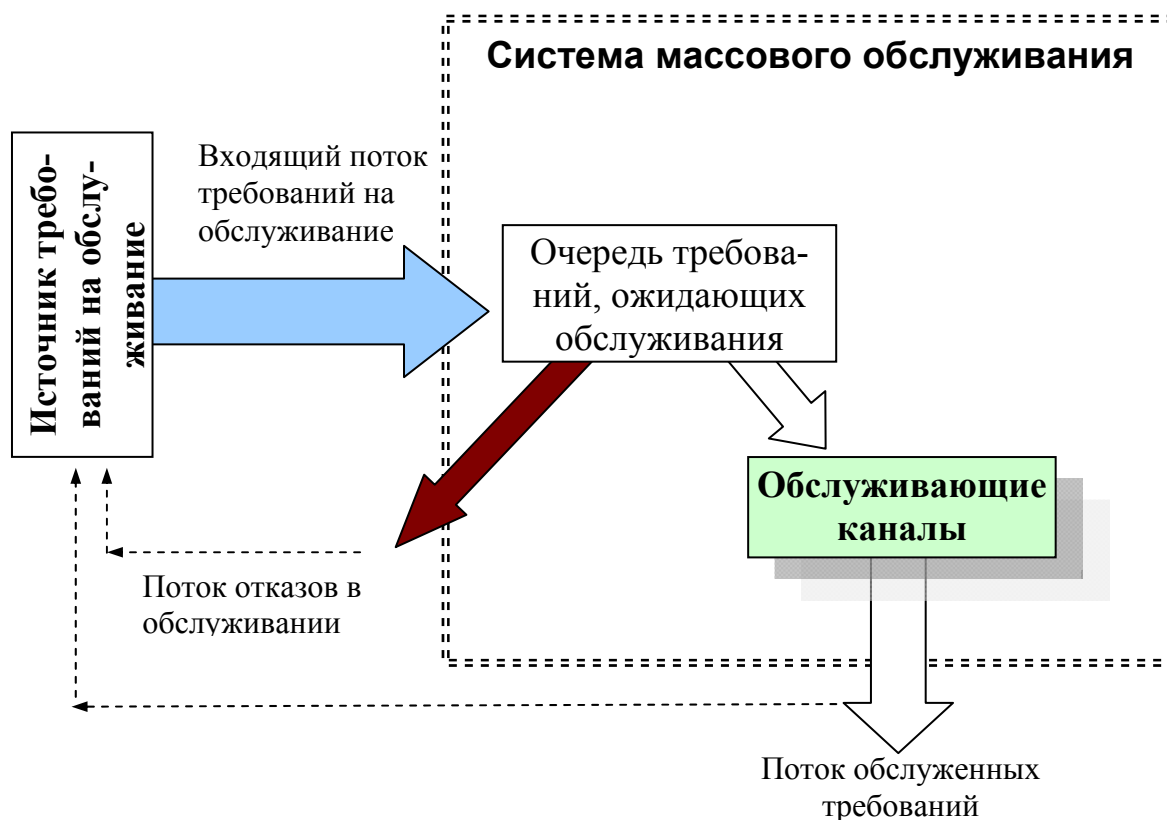 Система массового обслуживания
Источник требо-
ваний на обслу-
живание
Входящий поток
требований на
обслуживание
Очередь требова-
ний, ожидающих
обслуживания
Обслуживающие
каналы
Поток отказов в
обслуживании
Поток обслуженных
требований